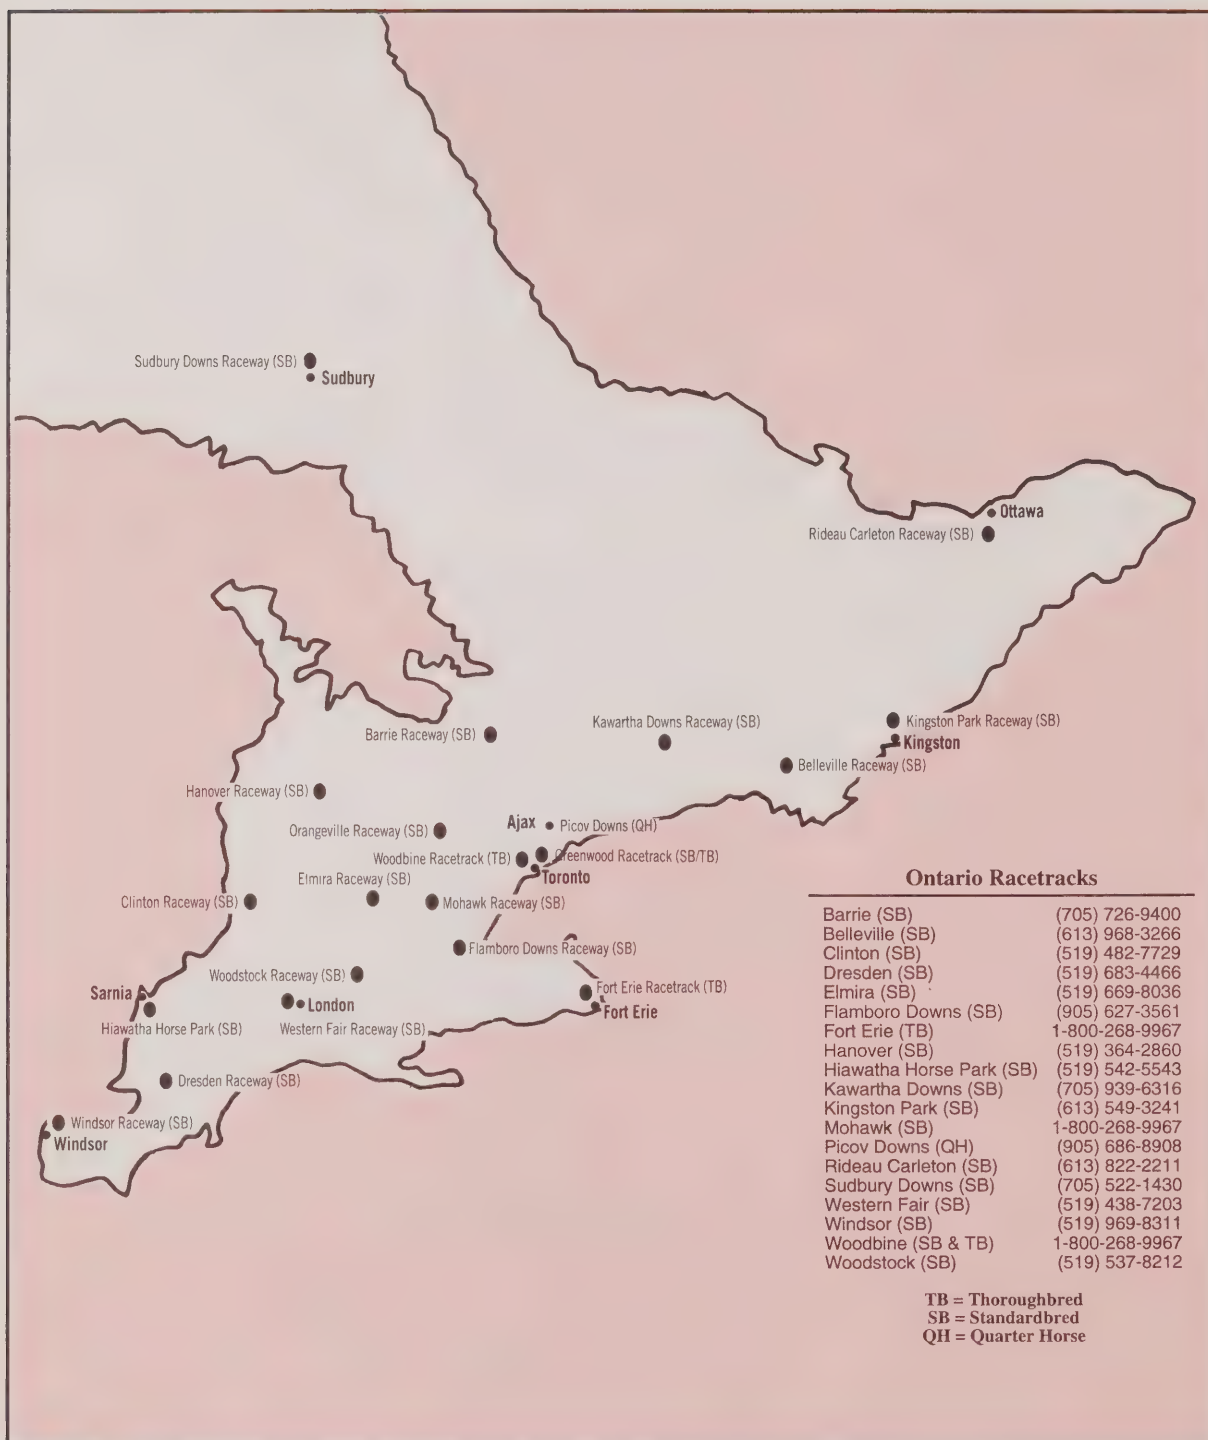 Sudbury Downs Raceway (SB)
Sudbury
Ottawa
Rideau Carleton Raceway (SB)
Kingston Park Raceway (SB)
Kawartha Downs Raceway (SB)
Barrie Raceway (SB)
Kingston
Belleville Raceway (SB)
Hanover Raceway (SB)
Ajax
Picov Downs (QH)
Orangeville Raceway (SB)
Woodbine Racetrack (TB)
Greenwood Racetrack (SB/TB)
Toronto
Elmira Raceway (SB)
Clinton Raceway (SB)
Mohawk Raceway (SB)
Flamboro Downs Raceway (SB)
Woodstock Raceway (SB)
Fort Erie Racetrack (TB)
Sarnia
London
Fort Erie
Hiawatha Horse Park (SB)
Western Fair Raceway (SB)
Dresden Raceway (SB)
Windsor Raceway (SB)
Windsor
Ontario Racetracks
Barrie (SB) (705) 726-9400
Belleville (SB) (613) 968-3266
Clinton (SB) (519) 482-7729
Dresden (SB) (519) 683-4466
Elmira (SB) (519) 669-8036
Flamboro Downs (SB) (905) 627-3561
Fort Erie (TB) 1-800-268-9967
Hanover (SB) (519) 364-2860
Hiawatha Horse Park (SB) (519) 542-5543
Kawartha Downs (SB) (705) 939-6316
Kingston Park (SB) (613) 549-3241
Mohawk (SB) 1-800-268-9967
Picov Downs (QH) (905) 686-8908
Rideau Carleton (SB) (613) 822-2211
Sudbury Downs (SB) (705) 522-1430
Western Fair (SB) (519) 438-7203
Windsor (SB) (519) 969-8311
Woodbine (SB & TB) 1-800-268-9967
Woodstock (SB) (519) 537-8212
TB = Thoroughbred
SB = Standardbred
QH = Quarter Horse